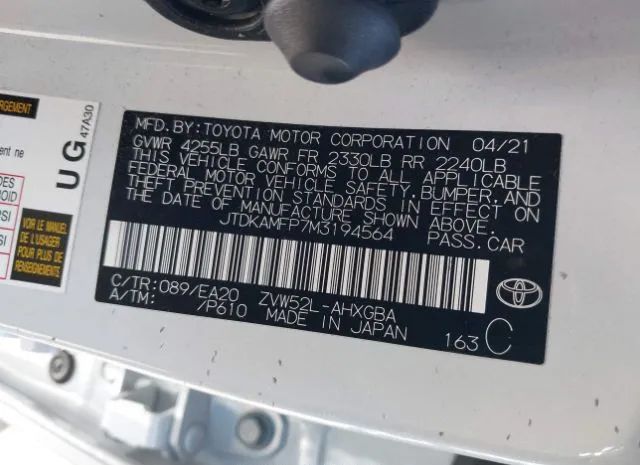 MFD.BY:TOYOTA MOTOR CORPORATION 04/21
GVWR 4255LB GAWR FR 2330LB RR 2240LB
THIS VEHICLE CONFORMS TO ALL APPLICABLE
FEDERAL MOTOR VEHICLE SAFETY,BUMPER,AND
THEFT PREVENTION STANDARDS IN EFFECT ON
THE DATE OF MANUFACTURE SHOWN ABOVE.
JTDKAMFP7M3194564 PASS.CAR
C/TR:089/EA20 ZVW52L-AHXGBA
A/TM: /P610 MADE IN JAPAN
163 C
TOYOTA
UG 47A30
VOIR LE MANUEL
DE L'USAGER